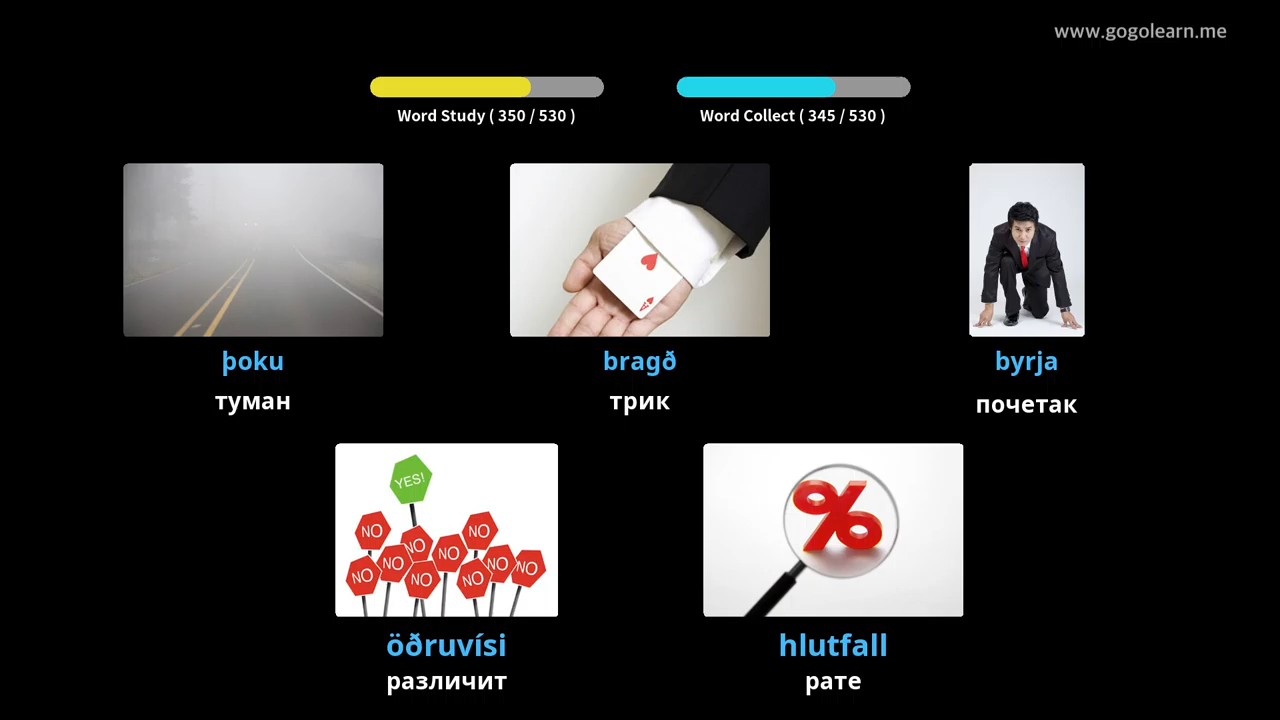 www.gogolearn.me
Word Study ( 350 / 530 )
Word Collect ( 345 / 530 )
þoku
туман
bragð
трик
byrja
почетак
YES!
NO
NO
NO
NO
NO
NO
NO
NO
NO
NO
öðruvísi
различит
%
hlutfall
рате